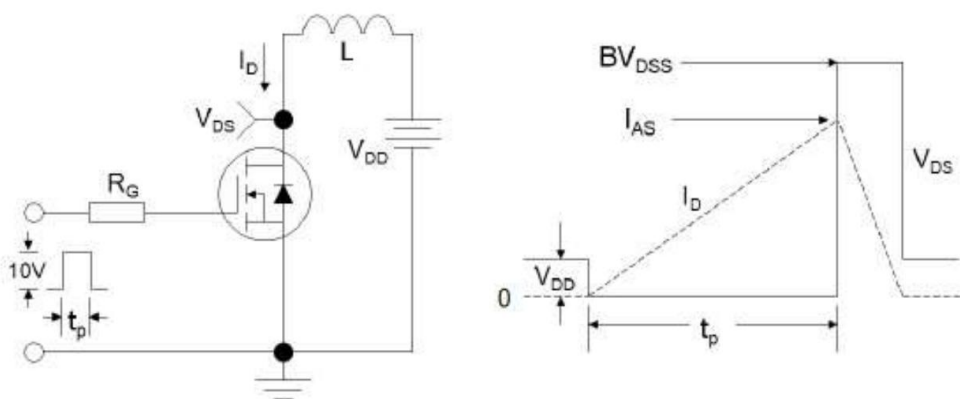 I_D
L
V_DS
V_DD
R_G
10V
t_p
BV_DSS
I_AS
V_DS
I_D
V_DD
0
t_p